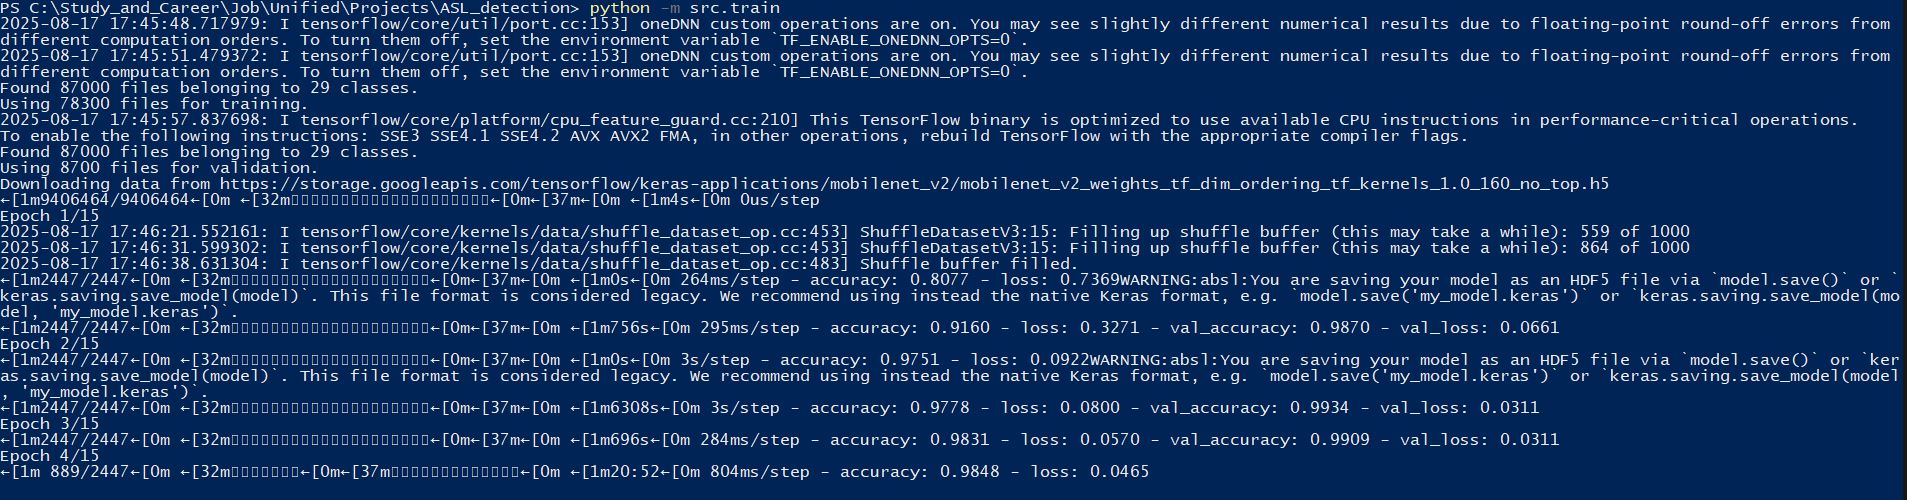 PS C:\Study_and_Career\Job\Unified\Projects\ASL_detection> python -m src.train
2025-08-17 17:45:48.717979: I tensorflow/core/util/port.cc:153] oneDNN custom operations are on. You may see slightly different numerical results due to floating-point round-off errors from
different computation orders. To turn them off, set the environment variable `TF_ENABLE_ONEDNN_OPTS=0`.
2025-08-17 17:45:51.479372: I tensorflow/core/util/port.cc:153] oneDNN custom operations are on. You may see slightly different numerical results due to floating-point round-off errors from
different computation orders. To turn them off, set the environment variable `TF_ENABLE_ONEDNN_OPTS=0`.
Found 87000 files belonging to 29 classes.
Using 78300 files for training.
2025-08-17 17:45:57.837698: I tensorflow/core/platform/cpu_feature_guard.cc:210] This TensorFlow binary is optimized to use available CPU instructions in performance-critical operations.
To enable the following instructions: SSE3 SSE4.1 SSE4.2 AVX AVX2 FMA, in other operations, rebuild TensorFlow with the appropriate compiler flags.
Found 87000 files belonging to 29 classes.
Using 8700 files for validation.
Downloading data from https://storage.googleapis.com/tensorflow/keras-applications/mobilenet_v2/mobilenet_v2_weights_tf_dim_ordering_tf_kernels_1.0_160_no_top.h5
←[1m9406464/9406464←[0m ←[32m▯▯▯▯▯▯▯▯▯▯▯▯▯▯▯▯▯▯▯▯←[0m←[37m←[0m ←[1m4s←[0m 0us/step
Epoch 1/15
2025-08-17 17:46:21.552161: I tensorflow/core/kernels/data/shuffle_dataset_op.cc:453] ShuffleDatasetV3:15: Filling up shuffle buffer (this may take a while): 559 of 1000
2025-08-17 17:46:31.599302: I tensorflow/core/kernels/data/shuffle_dataset_op.cc:453] ShuffleDatasetV3:15: Filling up shuffle buffer (this may take a while): 864 of 1000
2025-08-17 17:46:38.631304: I tensorflow/core/kernels/data/shuffle_dataset_op.cc:483] Shuffle buffer filled.
←[1m2447/2447←[0m ←[32m▯▯▯▯▯▯▯▯▯▯▯▯▯▯▯▯▯▯▯▯←[0m←[37m←[0m ←[1m0s←[0m 264ms/step - accuracy: 0.8077 - loss: 0.7369WARNING:absl:You are saving your model as an HDF5 file via `model.save()` or `
keras.saving.save_model(model)`. This file format is considered legacy. We recommend using instead the native Keras format, e.g. `model.save('my_model.keras')` or `keras.saving.save_model(mo
del, 'my_model.keras')`.
←[1m2447/2447←[0m ←[32m▯▯▯▯▯▯▯▯▯▯▯▯▯▯▯▯▯▯▯▯←[0m←[37m←[0m ←[1m756s←[0m 295ms/step - accuracy: 0.9160 - loss: 0.3271 - val_accuracy: 0.9870 - val_loss: 0.0661
Epoch 2/15
←[1m2447/2447←[0m ←[32m▯▯▯▯▯▯▯▯▯▯▯▯▯▯▯▯▯▯▯▯←[0m←[37m←[0m ←[1m0s←[0m 3s/step - accuracy: 0.9751 - loss: 0.0922WARNING:absl:You are saving your model as an HDF5 file via `model.save()` or `ker
as.saving.save_model(model)`. This file format is considered legacy. We recommend using instead the native Keras format, e.g. `model.save('my_model.keras')` or `keras.saving.save_model(model
, 'my_model.keras')`.
←[1m2447/2447←[0m ←[32m▯▯▯▯▯▯▯▯▯▯▯▯▯▯▯▯▯▯▯▯←[0m←[37m←[0m ←[1m6308s←[0m 3s/step - accuracy: 0.9778 - loss: 0.0800 - val_accuracy: 0.9934 - val_loss: 0.0311
Epoch 3/15
←[1m2447/2447←[0m ←[32m▯▯▯▯▯▯▯▯▯▯▯▯▯▯▯▯▯▯▯▯←[0m←[37m←[0m ←[1m696s←[0m 284ms/step - accuracy: 0.9831 - loss: 0.0570 - val_accuracy: 0.9909 - val_loss: 0.0311
Epoch 4/15
←[1m 889/2447←[0m ←[32m▯▯▯▯▯▯▯←[0m←[37m▯▯▯▯▯▯▯▯▯▯▯▯▯←[0m ←[1m20:52←[0m 804ms/step - accuracy: 0.9848 - loss: 0.0465